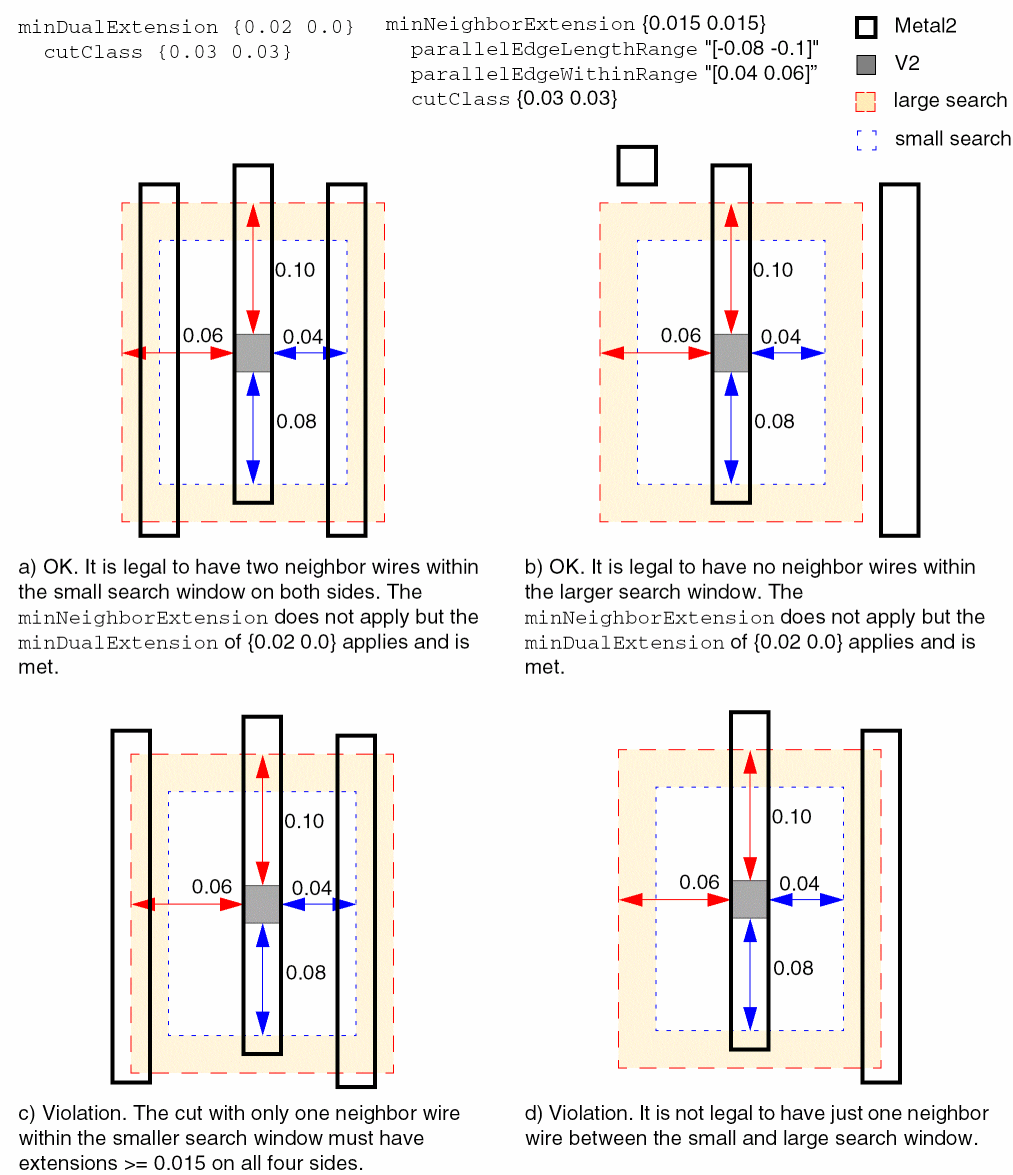 minDualExtension {0.02 0.0}
cutClass {0.03 0.03}
minNeighborExtension {0.015 0.015}
parallelEdgeLengthRange "[-0.08 -0.1]"
parallelEdgeWithinRange "[0.04 0.06]”
cutClass {0.03 0.03}
Metal2
V2
large search
small search
0.10
0.06
0.04
0.08
0.10
0.06
0.04
0.08
a) OK. It is legal to have two neighbor wires within
the small search window on both sides. The
minNeighborExtension does not apply but the
minDualExtension of {0.02 0.0} applies and is
met.
b) OK. It is legal to have no neighbor wires within
the larger search window. The
minNeighborExtension does not apply but the
minDualExtension of {0.02 0.0} applies and is
met.
0.10
0.06
0.04
0.08
0.10
0.06
0.04
0.08
c) Violation. The cut with only one neighbor wire
within the smaller search window must have
extensions >= 0.015 on all four sides.
d) Violation. It is not legal to have just one neighbor
wire between the small and large search window.